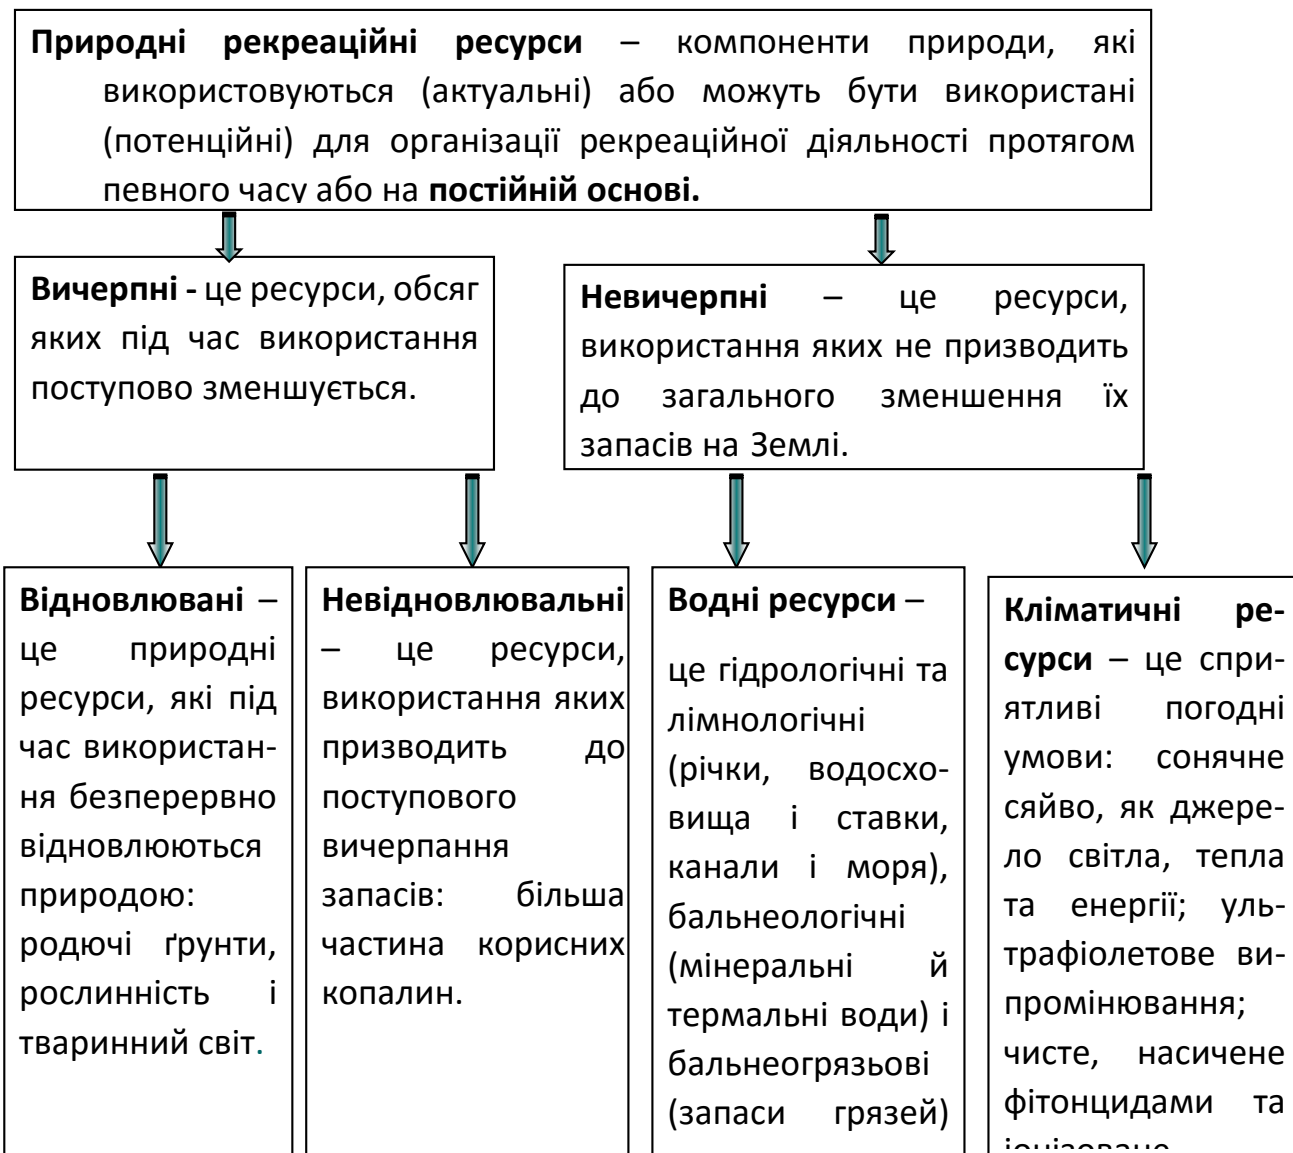 Природні рекреаційні ресурси – компоненти природи, які
використовуються (актуальні) або можуть бути використані
(потенційні) для організації рекреаційної діяльності протягом
певного часу або на постійній основі.
Вичерпні - це ресурси, обсяг
яких під час використання
поступово зменшується.
Невичерпні – це ресурси,
використання яких не призводить
до загального зменшення їх
запасів на Землі.
Відновлювані –
це природні
ресурси, які під
час використан-
ня безперервно
відновлюються
природою:
родючі ґрунти,
рослинність і
тваринний світ.
Невідновлювальні
– це ресурси,
використання яких
призводить до
поступового
вичерпання
запасів: більша
частина корисних
копалин.
Водні ресурси –
це гідрологічні та
лімнологічні
(річки, водосхо-
вища і ставки,
канали і моря),
бальнеологічні
(мінеральні й
термальні води) і
бальнеогрязьові
(запаси грязей)
Кліматичні ре-
сурси – це спри-
ятливі погодні
умови: сонячне
сяйво, як джере-
ло світла, тепла
та енергії; уль-
трафіолетове ви-
промінювання;
чисте, насичене
фітонцидами та